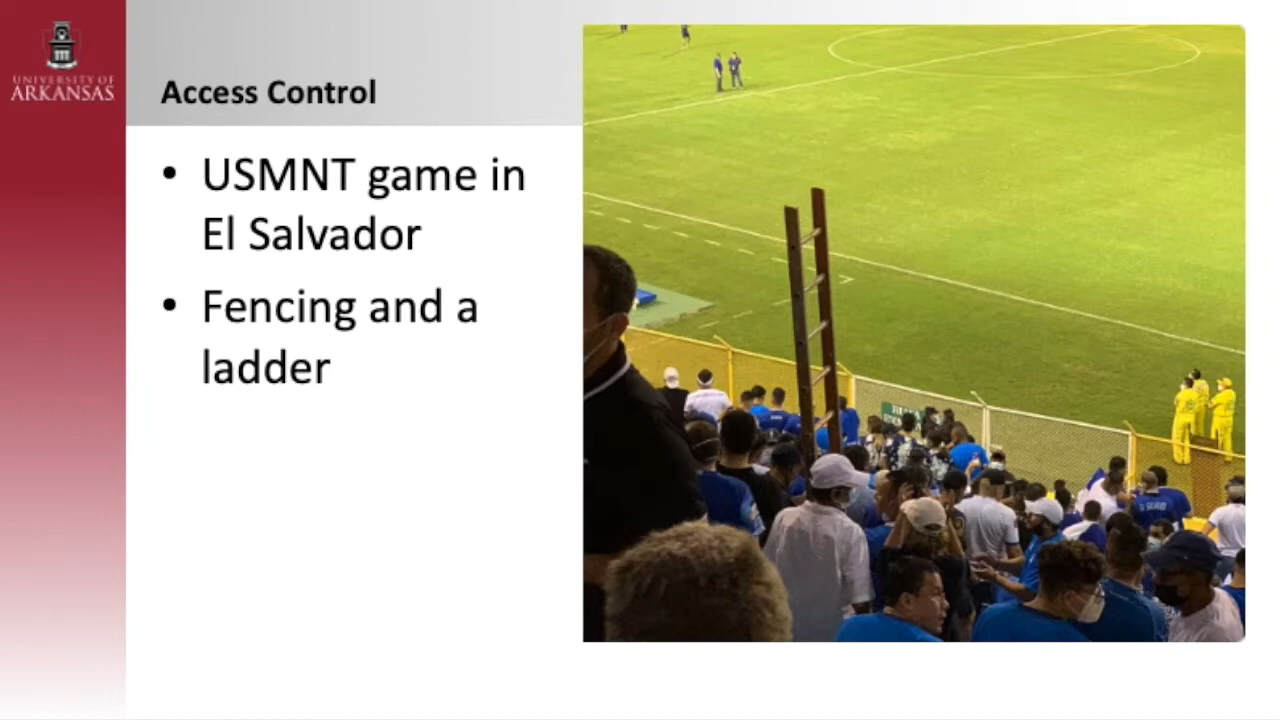 UNIVERSITY OF
ARKANSAS
Access Control
• USMNT game in
El Salvador
• Fencing and a
ladder